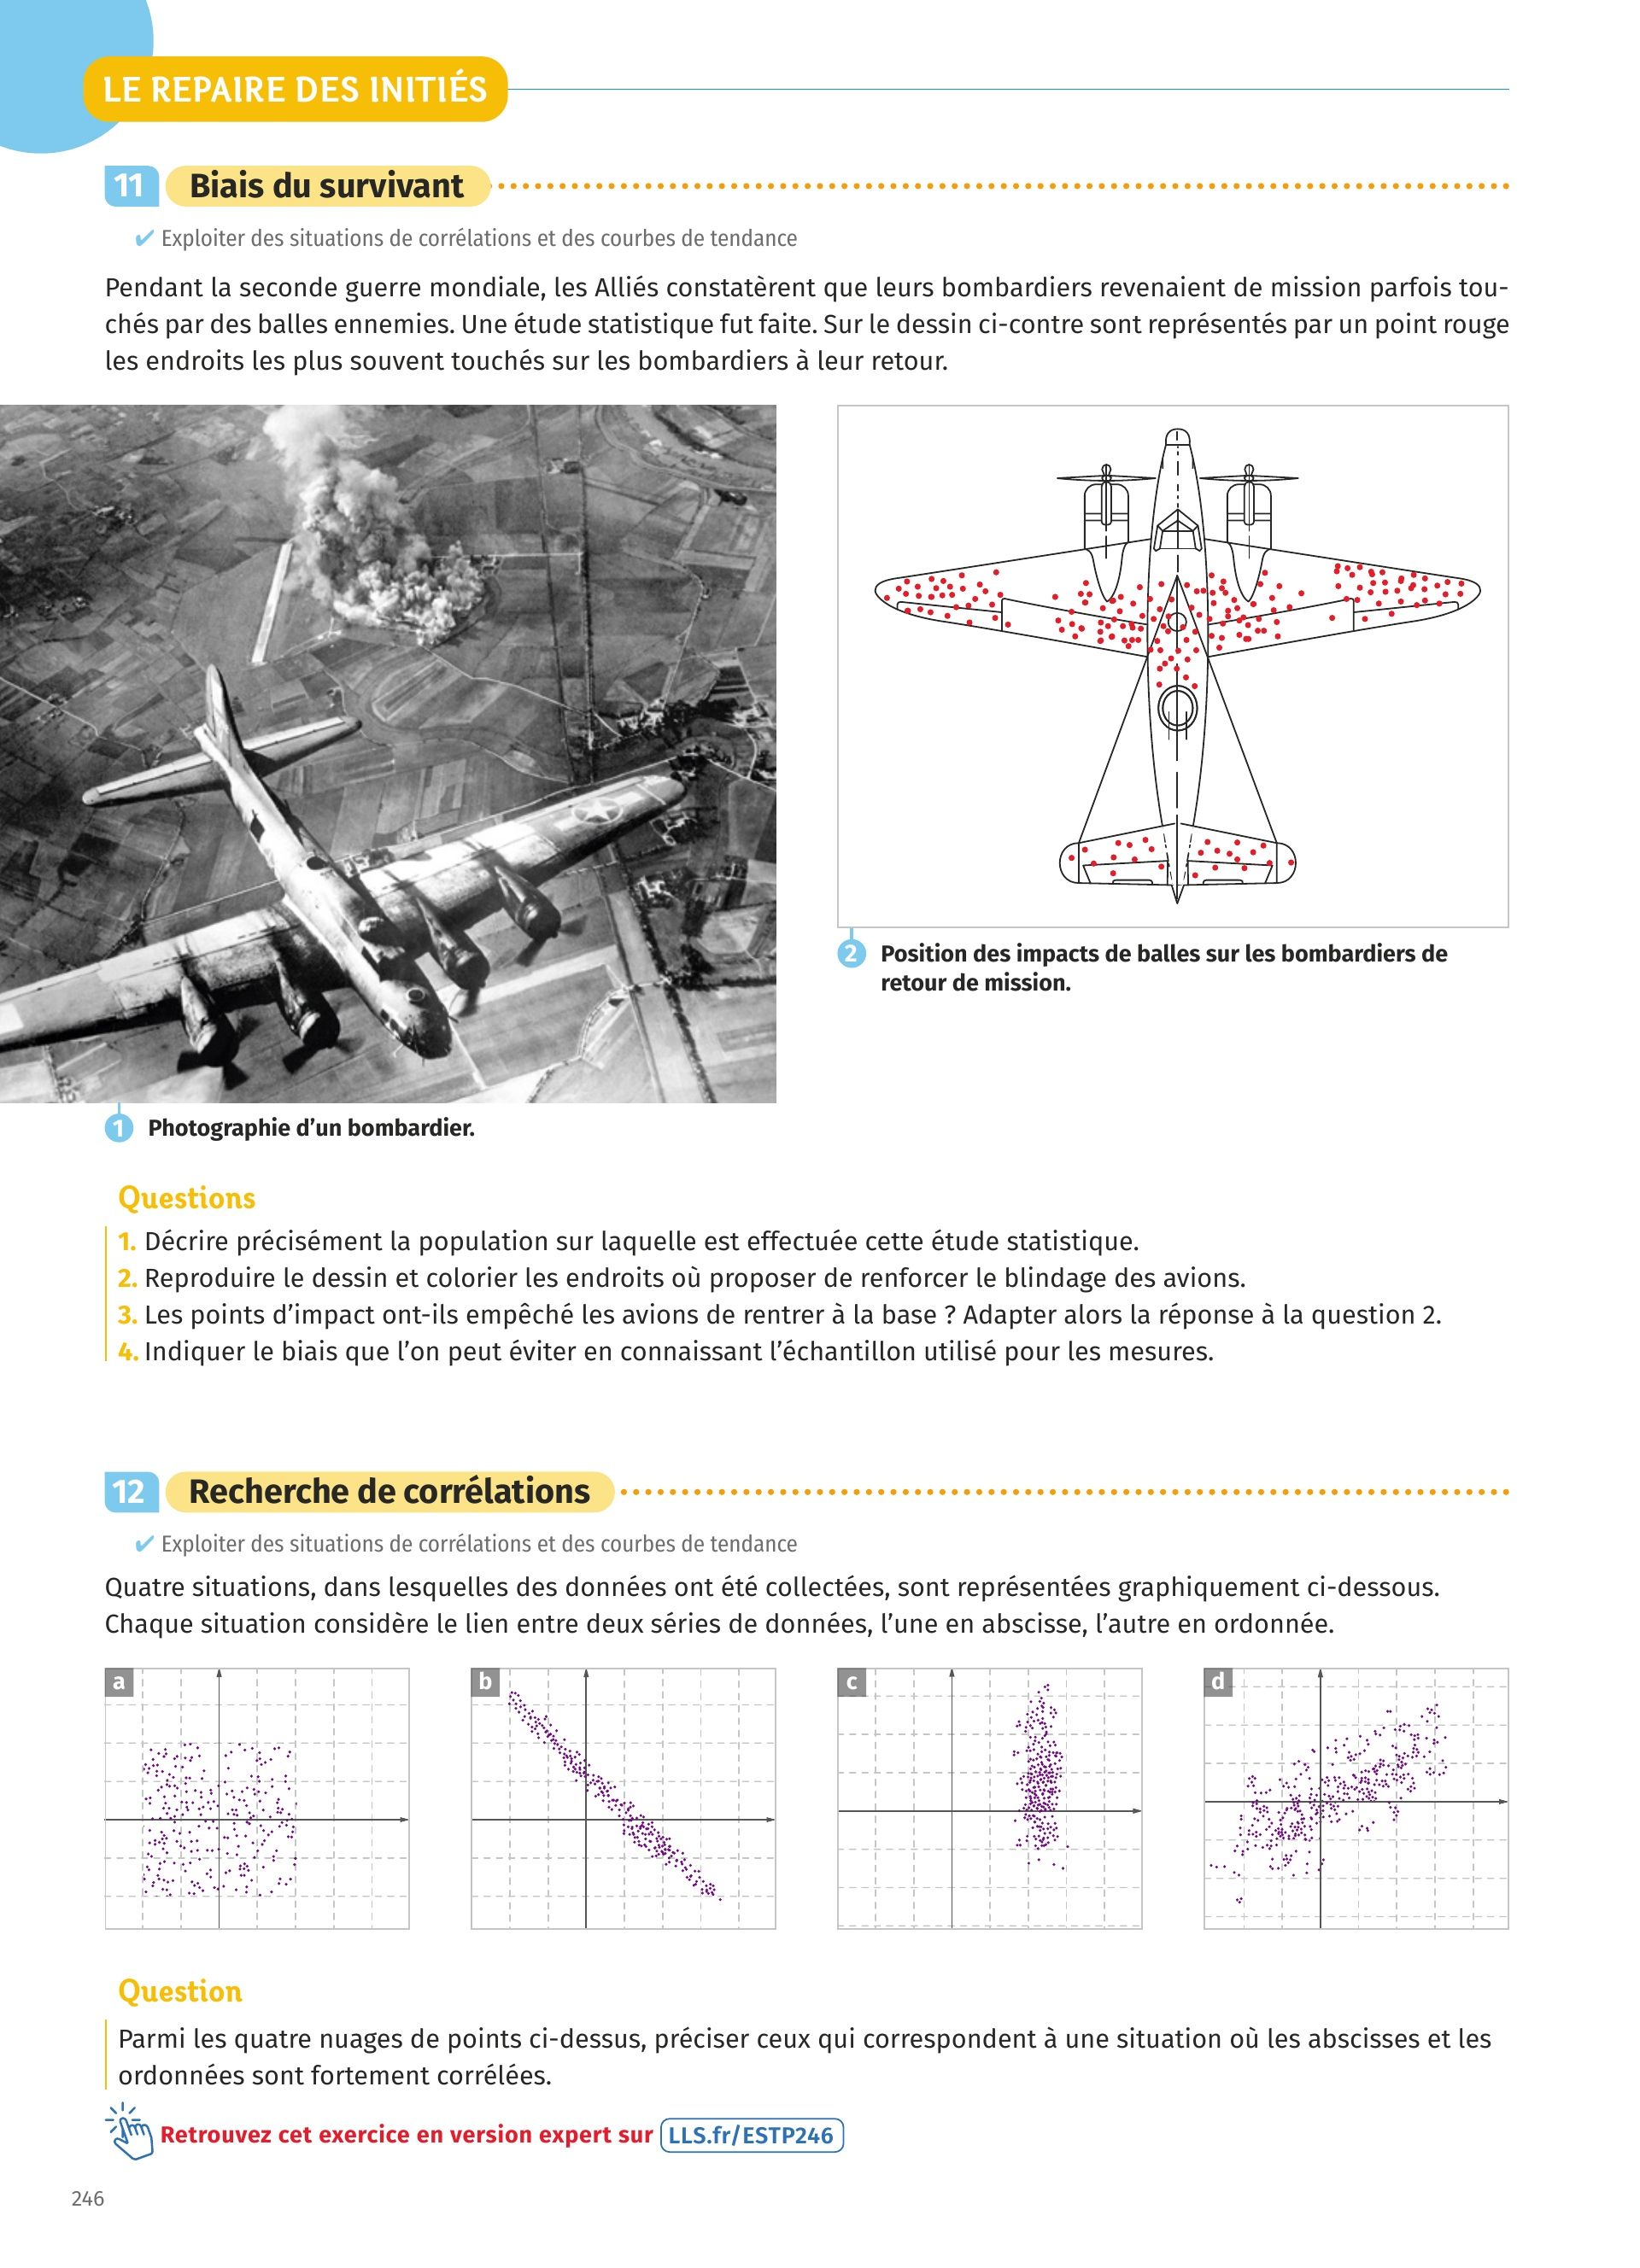 LE REPAIRE DES INITIÉS
11 Biais du survivant
✔ Exploiter des situations de corrélations et des courbes de tendance
Pendant la seconde guerre mondiale, les Alliés constatèrent que leurs bombardiers revenaient de mission parfois tou-
chés par des balles ennemies. Une étude statistique fut faite. Sur le dessin ci-contre sont représentés par un point rouge
les endroits les plus souvent touchés sur les bombardiers à leur retour.
2 Position des impacts de balles sur les bombardiers de
retour de mission.
1 Photographie d’un bombardier.
Questions
1. Décrire précisément la population sur laquelle est effectuée cette étude statistique.
2. Reproduire le dessin et colorier les endroits où proposer de renforcer le blindage des avions.
3. Les points d’impact ont-ils empêché les avions de rentrer à la base ? Adapter alors la réponse à la question 2.
4. Indiquer le biais que l’on peut éviter en connaissant l’échantillon utilisé pour les mesures.
12 Recherche de corrélations
✔ Exploiter des situations de corrélations et des courbes de tendance
Quatre situations, dans lesquelles des données ont été collectées, sont représentées graphiquement ci-dessous.
Chaque situation considère le lien entre deux séries de données, l’une en abscisse, l’autre en ordonnée.
a b c d
Question
Parmi les quatre nuages de points ci-dessus, préciser ceux qui correspondent à une situation où les abscisses et les
ordonnées sont fortement corrélées.
Retrouvez cet exercice en version expert sur LLS.fr/ESTP246
246